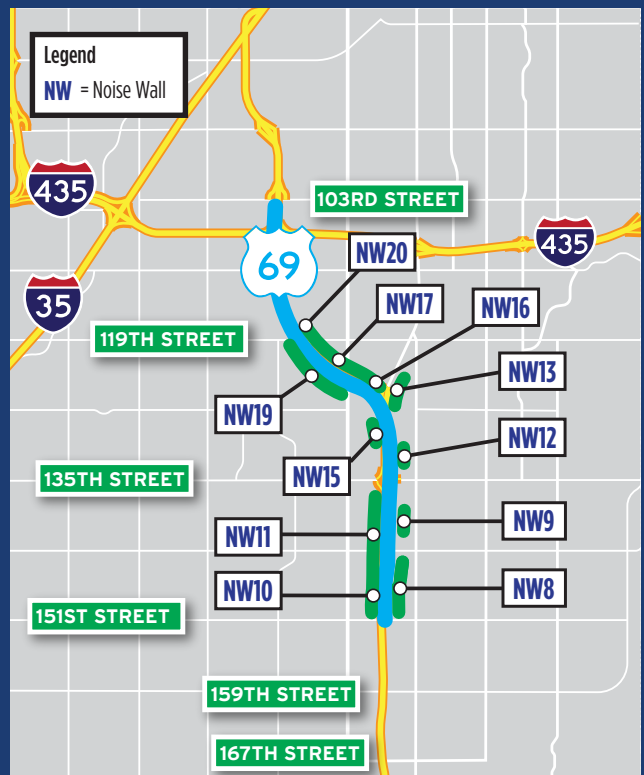 Legend
NW = Noise Wall
435
103RD STREET
69
NW20
435
35
NW17
NW16
119TH STREET
NW13
NW19
NW12
NW15
135TH STREET
NW11
NW9
NW10
NW8
151ST STREET
159TH STREET
167TH STREET